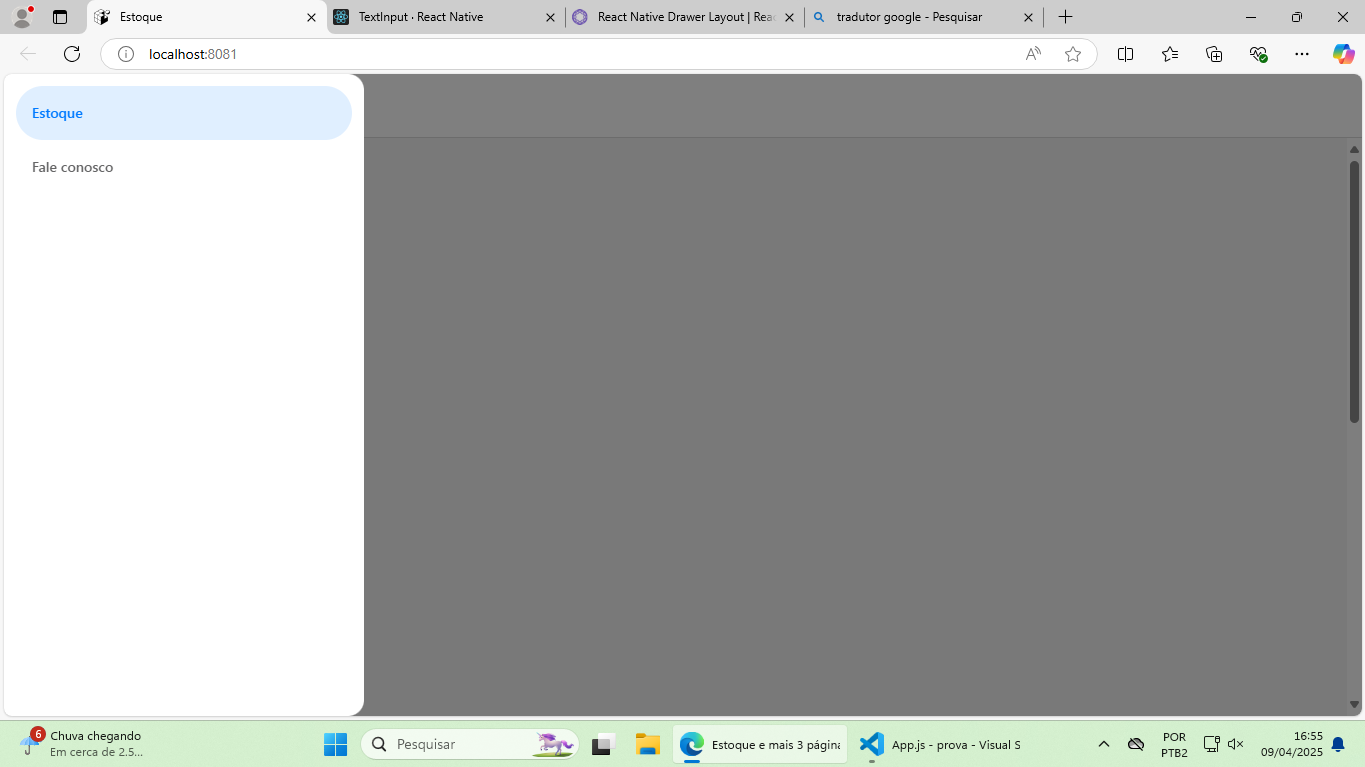 Estoque
TextInput · React Native
React Native Drawer Layout | Rea
tradutor google - Pesquisar
localhost:8081
Estoque
Fale conosco
6
Chuva chegando
Em cerca de 2.5...
Pesquisar
Estoque e mais 3 página
App.js - prova - Visual S
POR
PTB2
16:55
09/04/2025